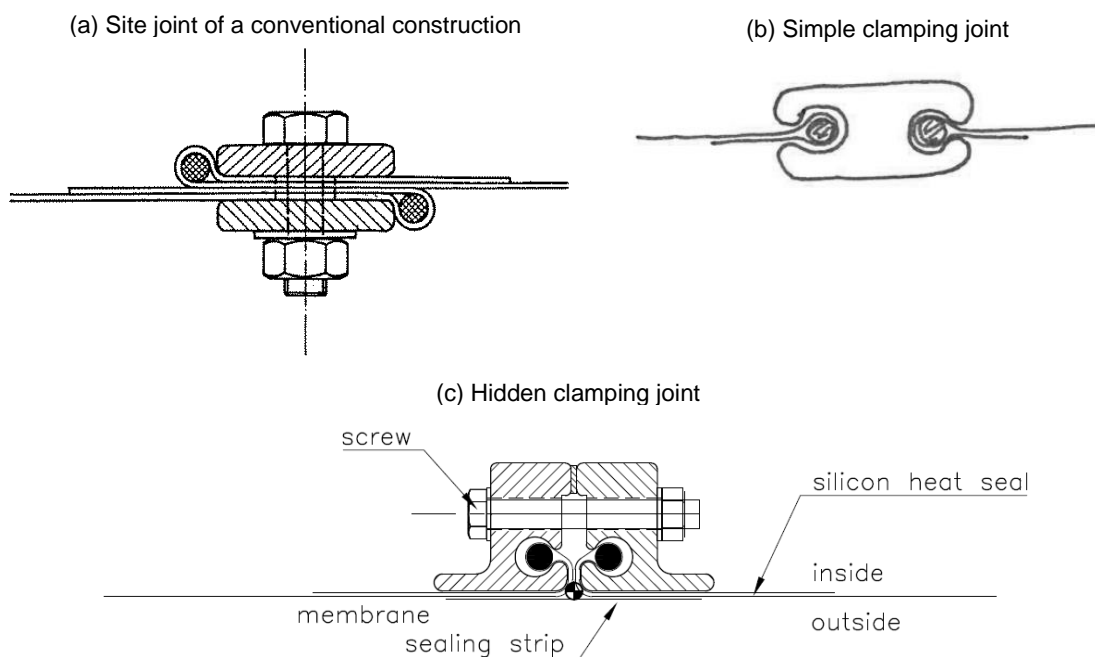 (a) Site joint of a conventional construction
(b) Simple clamping joint
(c) Hidden clamping joint
screw
silicon heat seal
inside
membrane
outside
sealing strip